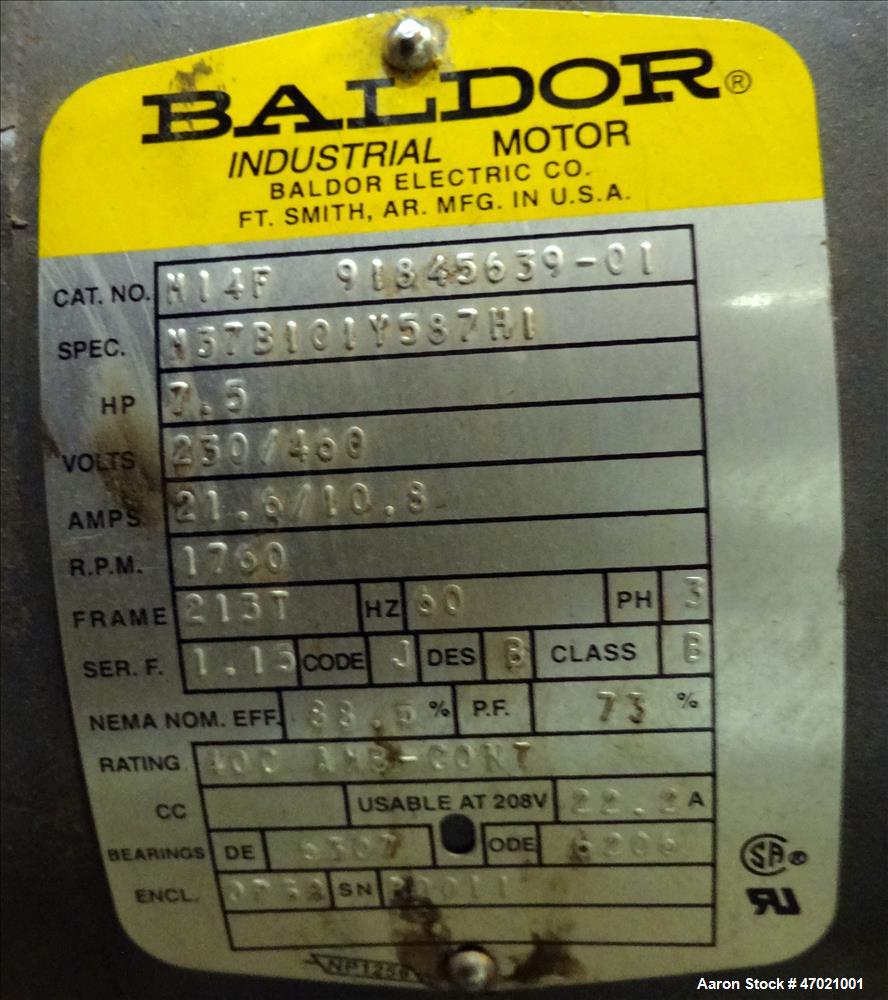 BALDOR®
INDUSTRIAL MOTOR
BALDOR ELECTRIC CO.
FT. SMITH, AR. MFG. IN U.S.A.
CAT. NO. M14F 91845639-01
SPEC. M37B101Y587H1
HP 7.5
VOLTS 230/460
AMPS 21.6/10.8
R.P.M. 1760
FRAME 213T HZ 60 PH 3
SER. F. 1.15 CODE J DES B CLASS B
NEMA NOM. EFF. 88.5 % P.F. 73 %
RATING 40C AMB-CONT
CC USABLE AT 208V 22.2 A
BEARINGS DE 6307 ODE 6206
ENCL. SN
SA ®
NP1256
Aaron Stock # 47021001